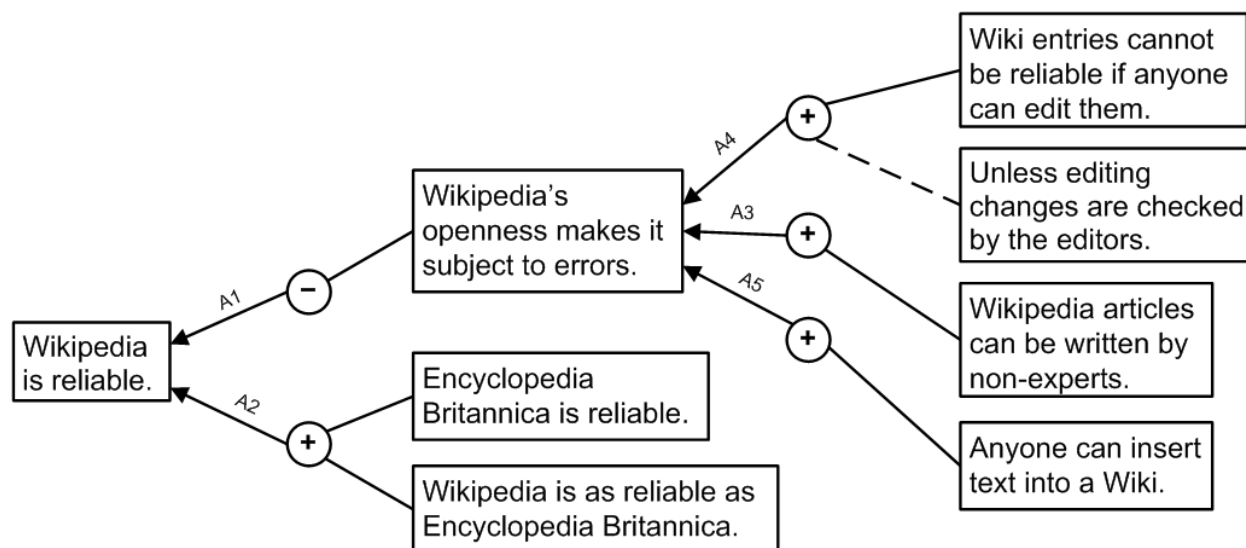 Wiki entries cannot
be reliable if anyone
can edit them.
+
A4
Unless editing
changes are checked
by the editors.
Wikipedia’s
openness makes it
subject to errors.
A3
+
A5
+
Wikipedia articles
can be written by
non-experts.
A1
−
Wikipedia
is reliable.
A2
+
Encyclopedia
Britannica is reliable.
Wikipedia is as reliable as
Encyclopedia Britannica.
Anyone can insert
text into a Wiki.